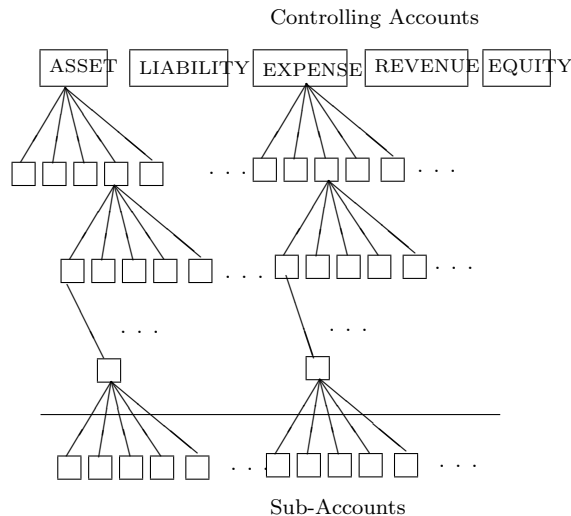 Controlling Accounts
ASSET LIABILITY EXPENSE REVENUE EQUITY
. . . . . .
. . . . . .
. . . . . .
. . . . . .
Sub-Accounts